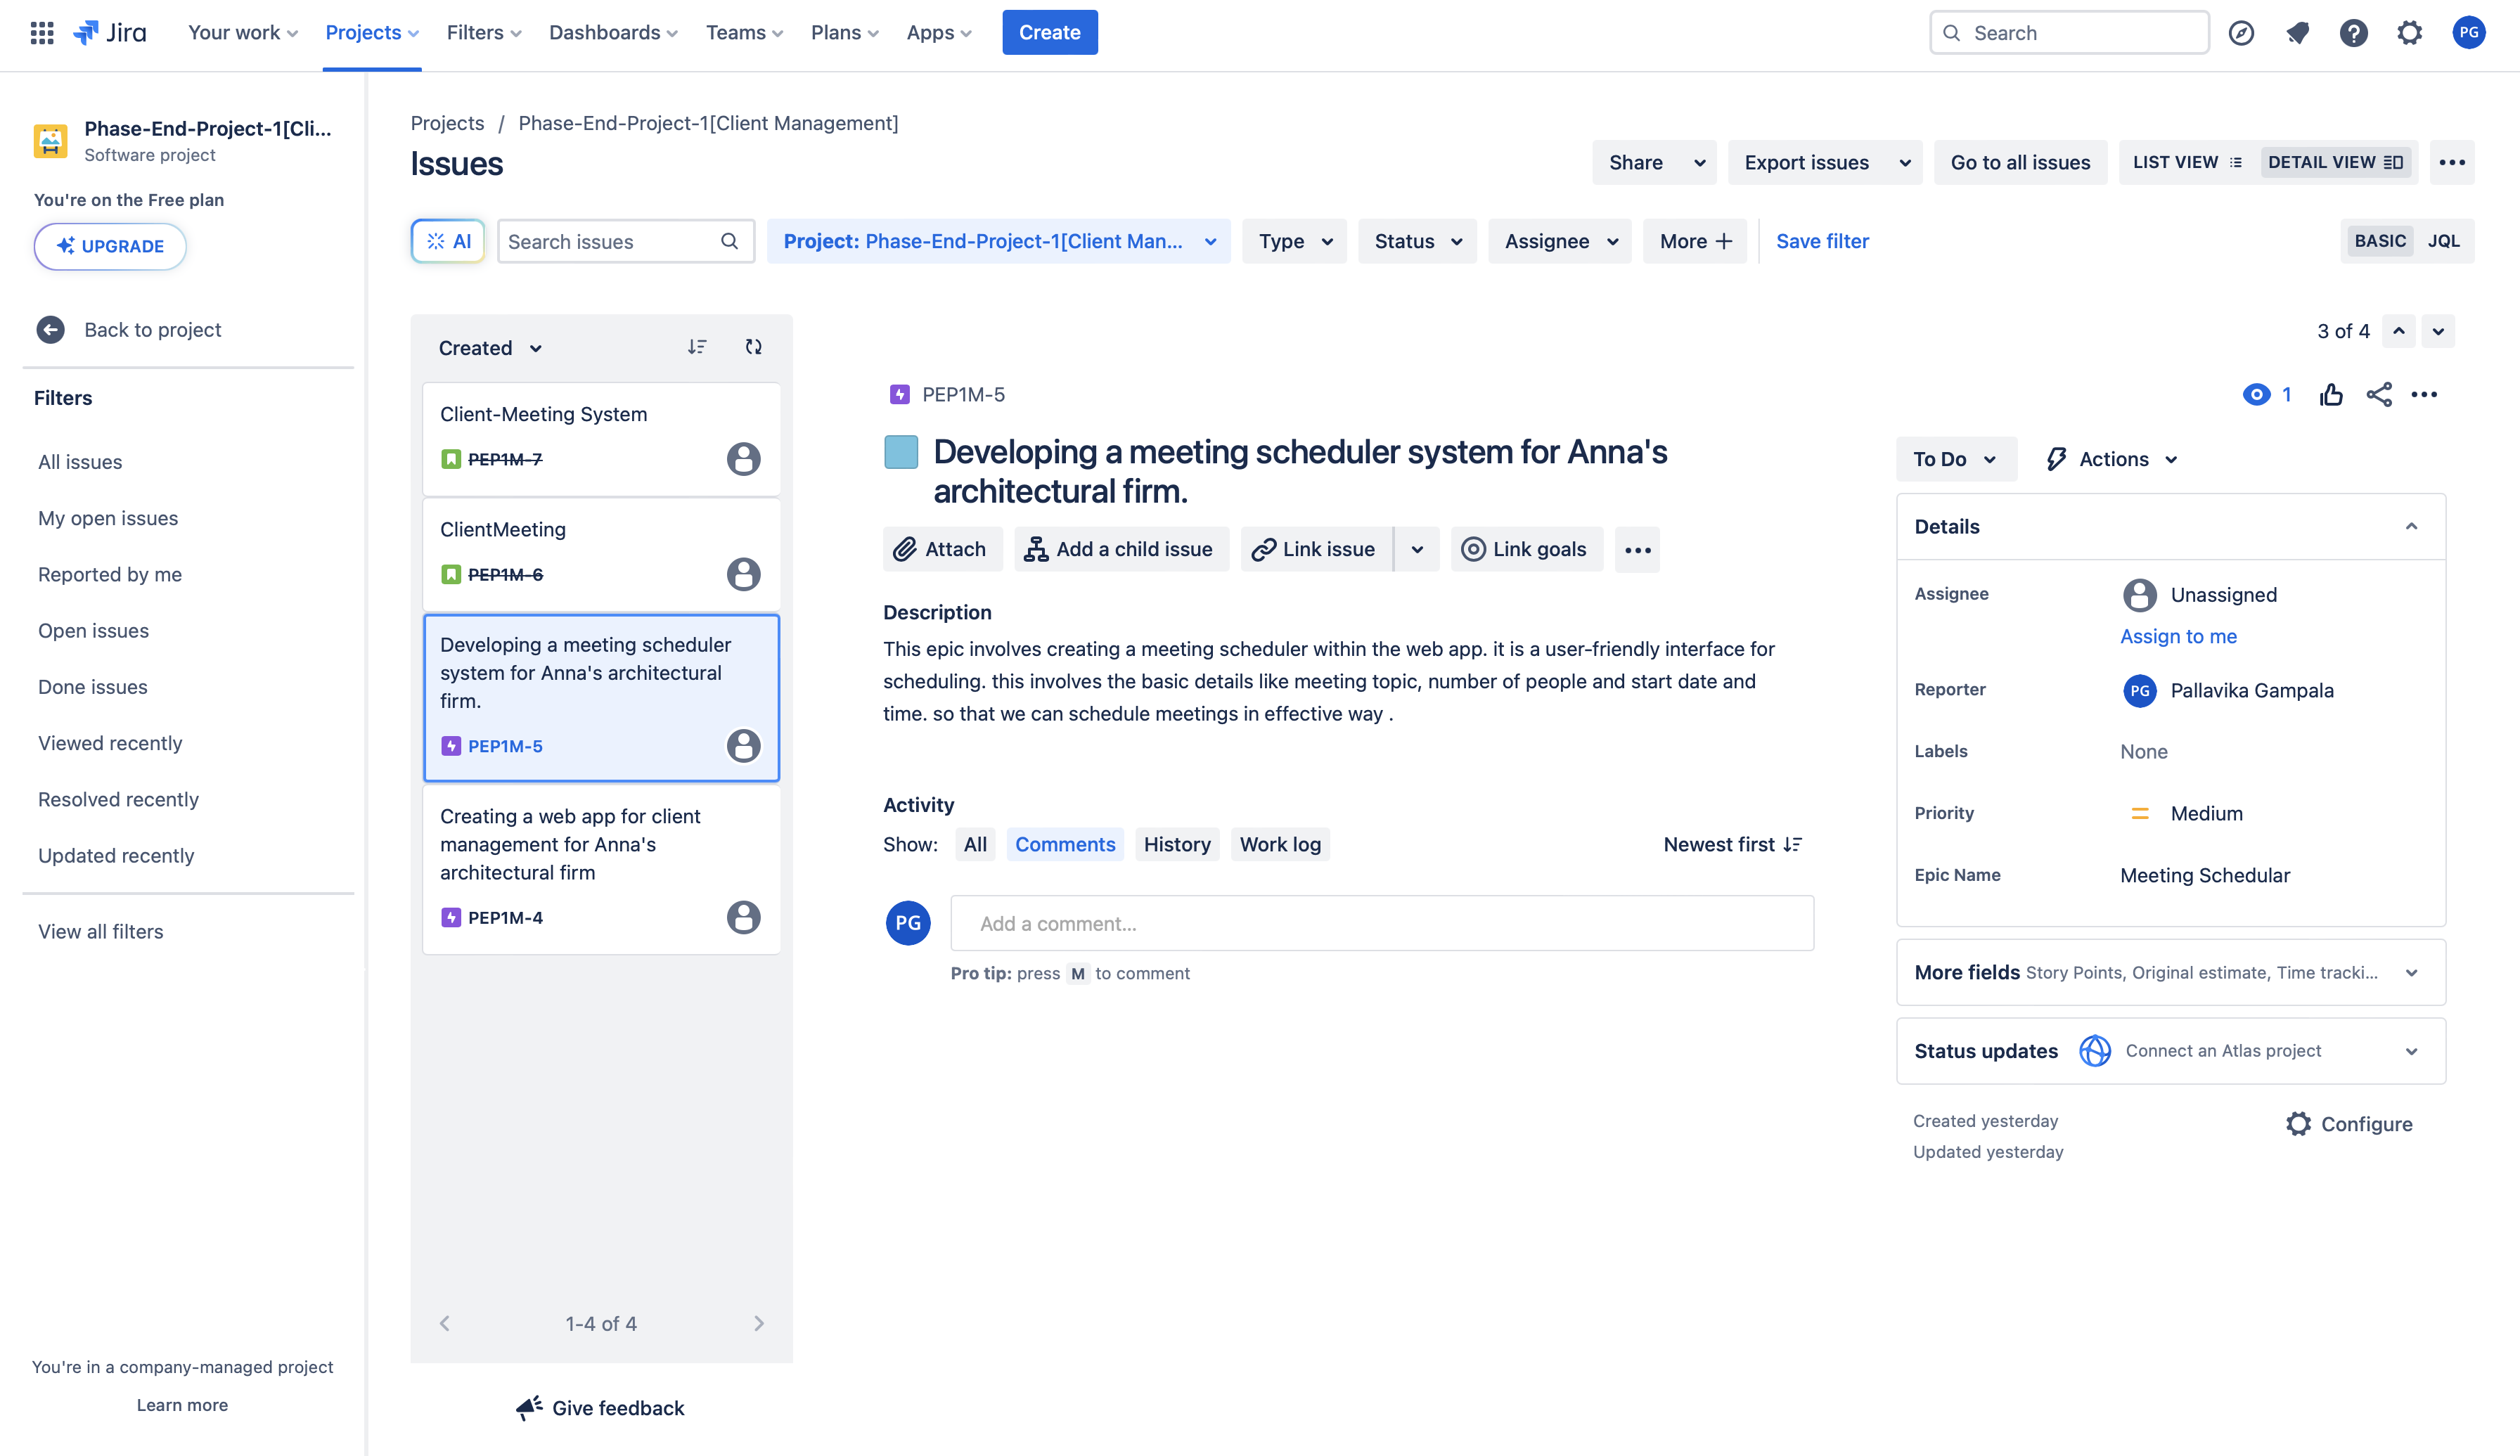 Jira
Your work
Projects
Filters
Dashboards
Teams
Plans
Apps
Create
Search
PG
Phase-End-Project-1[Cli...
Software project
You're on the Free plan
UPGRADE
Back to project
Filters
All issues
My open issues
Reported by me
Open issues
Done issues
Viewed recently
Resolved recently
Updated recently
View all filters
You're in a company-managed project
Learn more
Projects / Phase-End-Project-1[Client Management]
Issues
Share
Export issues
Go to all issues
LIST VIEW
DETAIL VIEW
AI
Search issues
Project: Phase-End-Project-1[Client Man...
Type
Status
Assignee
More
Save filter
BASIC
JQL
Created
Client-Meeting System
PEP1M-7
ClientMeeting
PEP1M-6
Developing a meeting scheduler
system for Anna's architectural
firm.
PEP1M-5
Creating a web app for client
management for Anna's
architectural firm
PEP1M-4
1-4 of 4
Give feedback
3 of 4
PEP1M-5
1
Developing a meeting scheduler system for Anna's
architectural firm.
Attach
Add a child issue
Link issue
Link goals
Description
This epic involves creating a meeting scheduler within the web app. it is a user-friendly interface for
scheduling. this involves the basic details like meeting topic, number of people and start date and
time. so that we can schedule meetings in effective way .
Activity
Show:
All
Comments
History
Work log
Newest first
PG
Add a comment...
Pro tip: press M to comment
To Do
Actions
Details
Assignee
Unassigned
Assign to me
Reporter
PG Pallavika Gampala
Labels
None
Priority
Medium
Epic Name
Meeting Schedular
More fields Story Points, Original estimate, Time tracki...
Status updates
Connect an Atlas project
Created yesterday
Updated yesterday
Configure